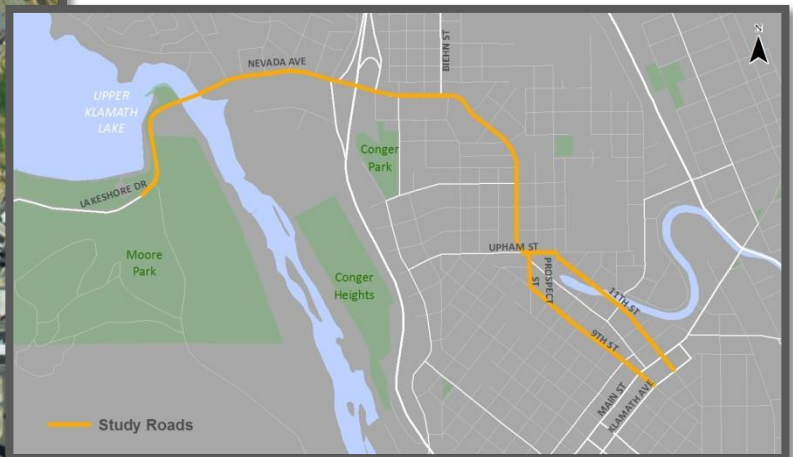 N
NEVADA AVE
BIEHN ST
UPPER
KLAMATH
LAKE
Conger
Park
LAKESHORE DR
Moore
Park
UPHAM ST
PROSPECT
ST
Conger
Heights
11TH ST
9TH ST
MAIN ST
KLAMATH AVE
Study Roads